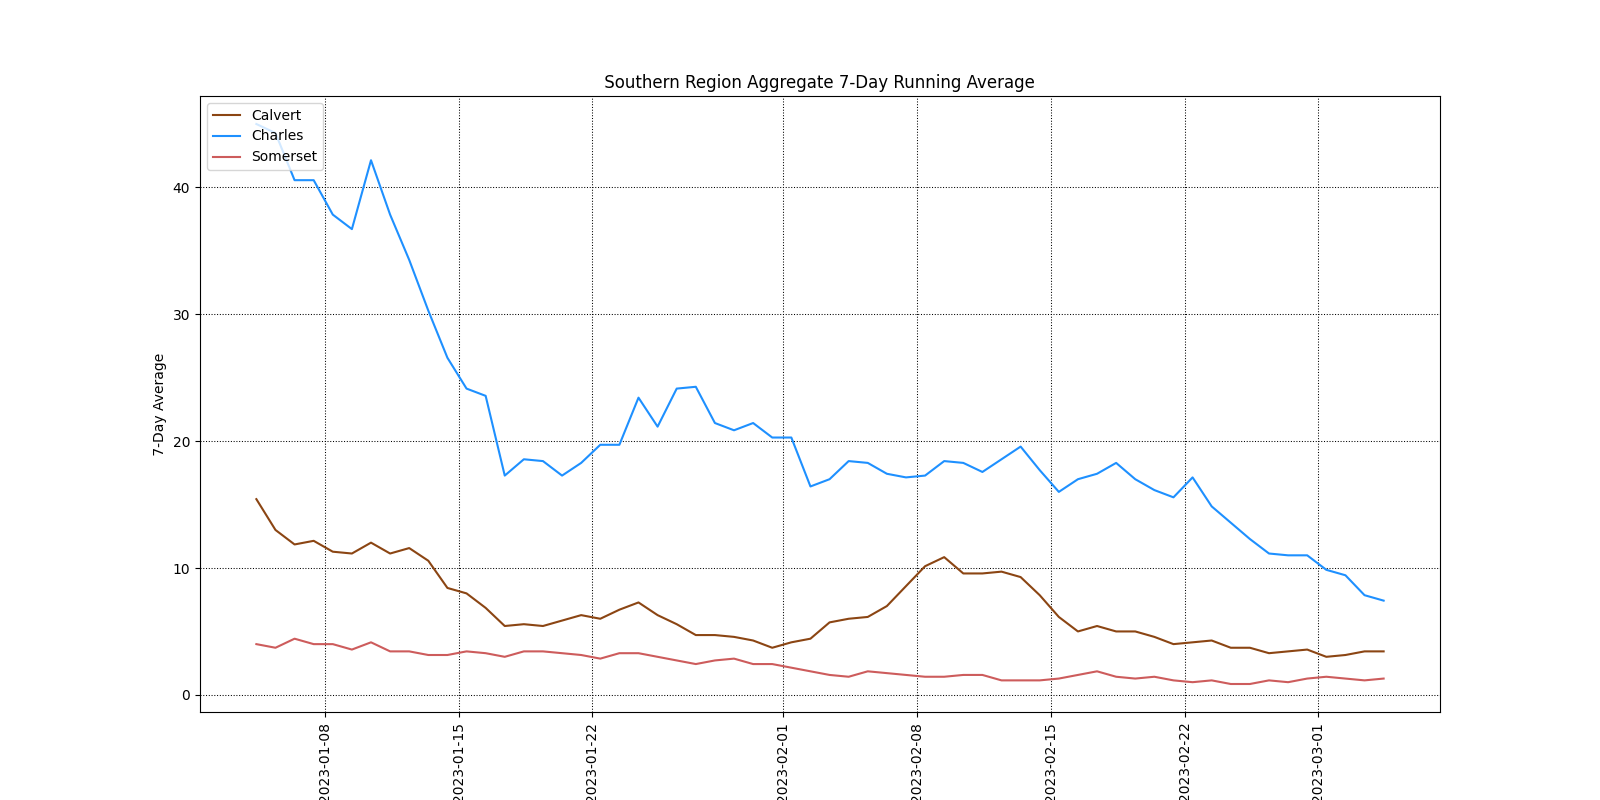 Southern Region Aggregate 7-Day Running Average
Calvert
Charles
Somerset
7-Day Average
40
30
20
10
0
2023-01-08
2023-01-15
2023-01-22
2023-02-01
2023-02-08
2023-02-15
2023-02-22
2023-03-01